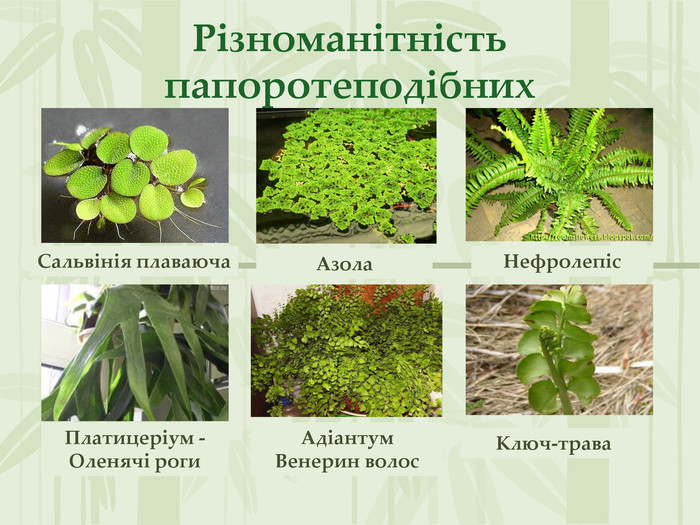 Різноманітність
папоротеподібних
Сальвінія плаваюча
Азола
Нефролепіс
Платицеріум -
Оленячі роги
Адіантум
Венерин волос
Ключ-трава